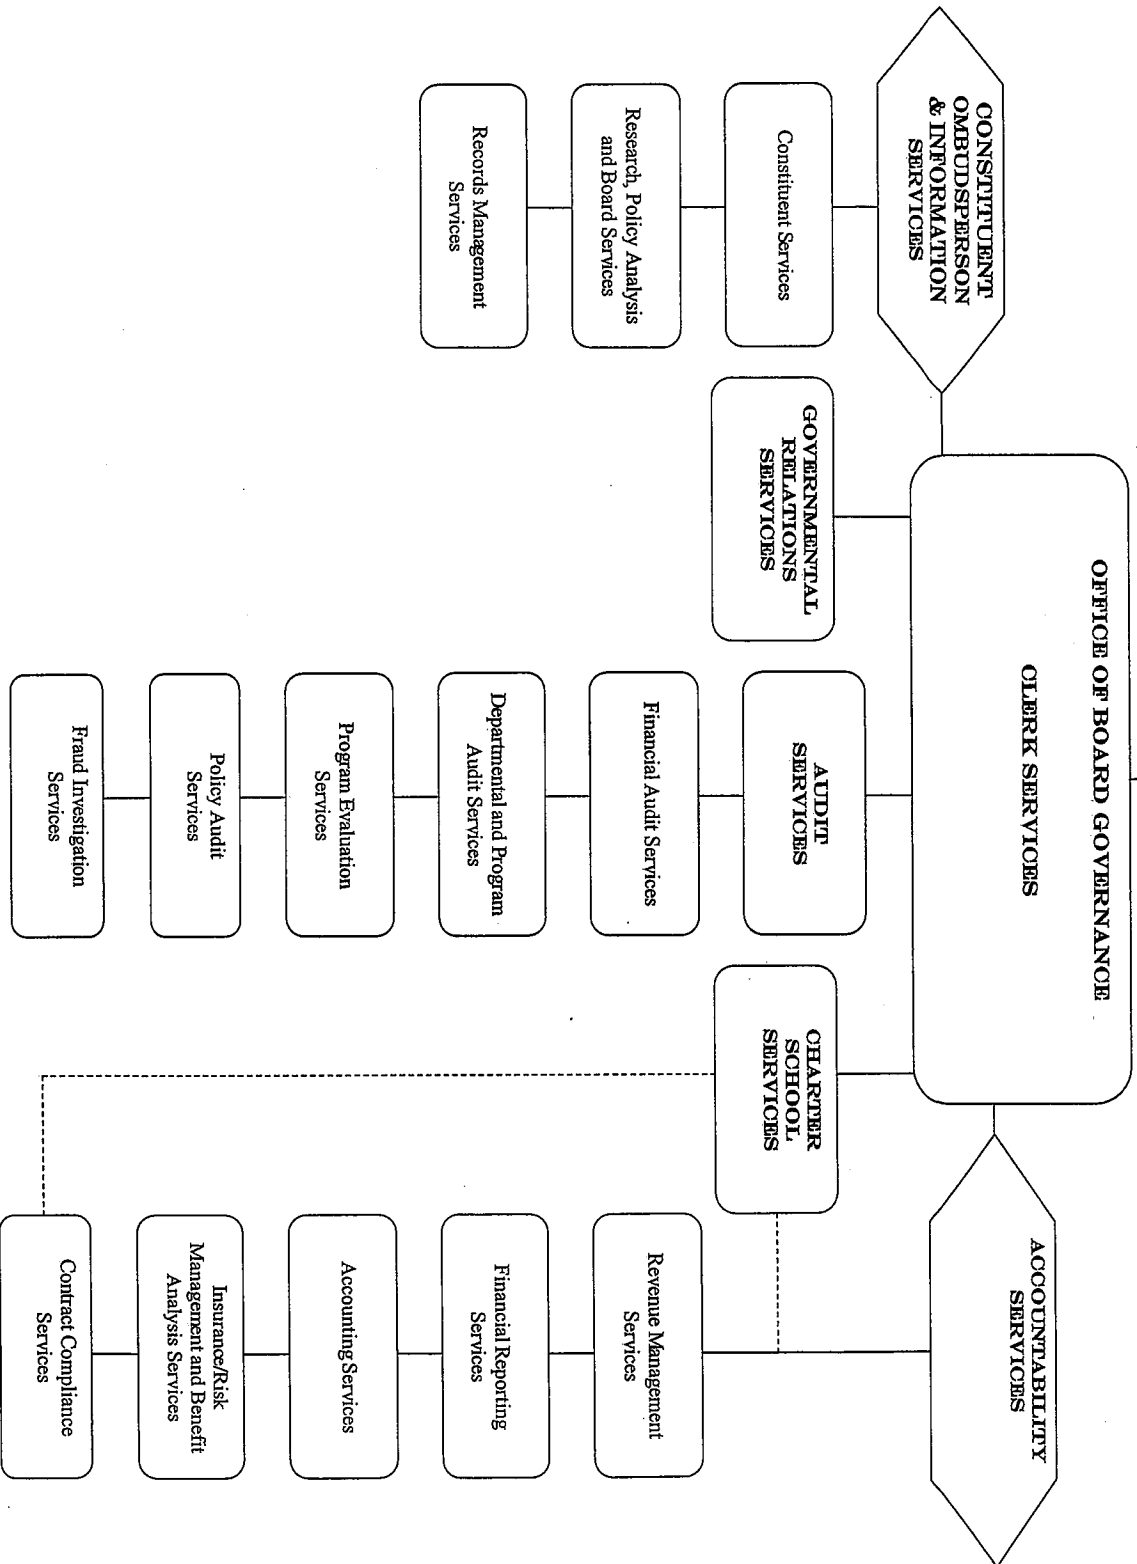 OFFICE OF BOARD GOVERNANCE
CLERK SERVICES
CONSTITUENT
OMBUDSPERSON
& INFORMATION
SERVICES
Constituent Services
Research, Policy Analysis
and Board Services
Records Management
Services
GOVERNMENTAL
RELATIONS
SERVICES
AUDIT
SERVICES
Financial Audit Services
Departmental and Program
Audit Services
Program Evaluation
Services
Policy Audit
Services
Fraud Investigation
Services
CHARTER
SCHOOL
SERVICES
ACCOUNTABILITY
SERVICES
Revenue Management
Services
Financial Reporting
Services
Accounting Services
Insurance/Risk
Management and Benefit
Analysis Services
Contract Compliance
Services